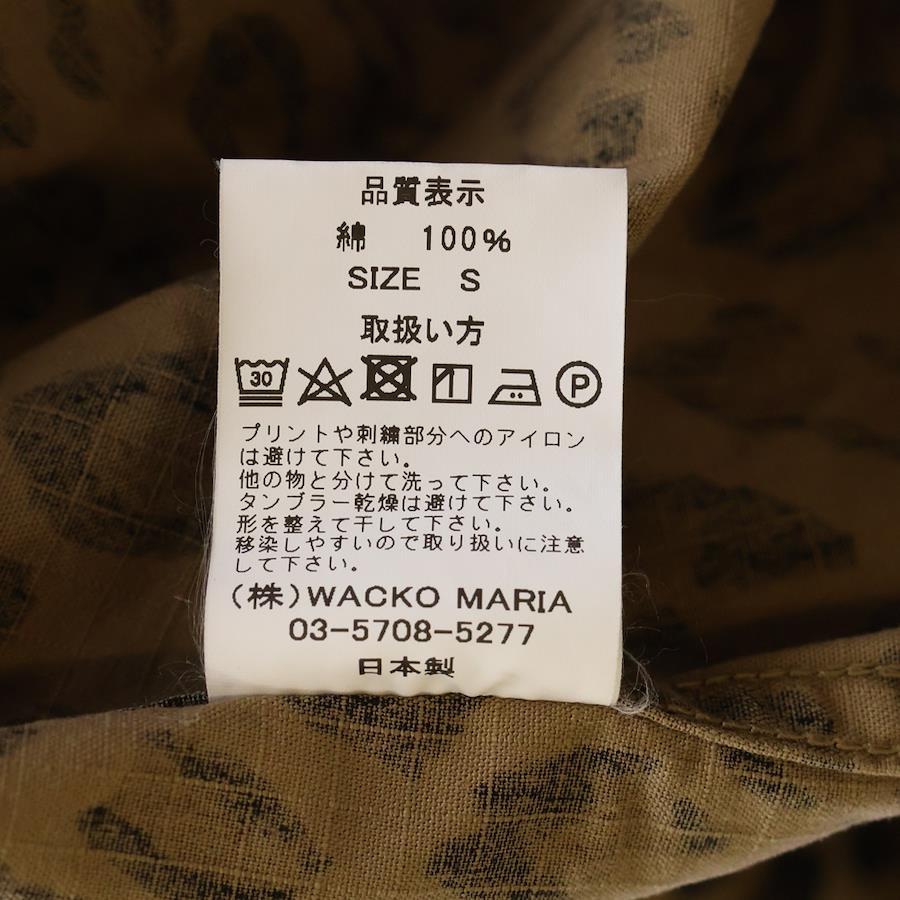 品質表示
綿 100%
SIZE S
取扱い方
30 P
プリントや刺繍部分へのアイロン
は避けて下さい。
他の物と分けて洗って下さい。
タンブラー乾燥は避けて下さい。
形を整えて干して下さい。
移染しやすいので取り扱いに注意
して下さい。
(株)WACKO MARIA
03-5708-5277
日本製